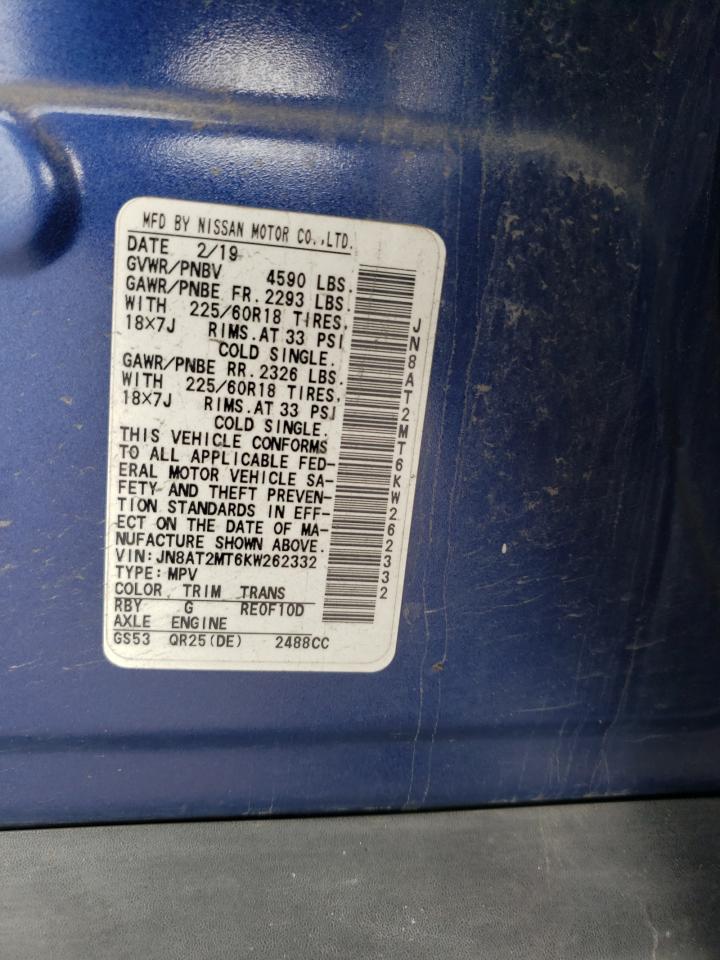 MFD BY NISSAN MOTOR CO.,LTD.
DATE 2/19
GVWR/PNBV 4590 LBS.
GAWR/PNBE FR. 2293 LBS.
WITH 225/60R18 TIRES,
18×7J RIMS.AT 33 PSI
COLD SINGLE.
GAWR/PNBE RR. 2326 LBS.
WITH 225/60R18 TIRES,
18×7J RIMS.AT 33 PSI
COLD SINGLE.
THIS VEHICLE CONFORMS
TO ALL APPLICABLE FED-
ERAL MOTOR VEHICLE SA-
FETY AND THEFT PREVEN-
TION STANDARDS IN EFF-
ECT ON THE DATE OF MA-
NUFACTURE SHOWN ABOVE.
VIN:JN8AT2MT6KW262332
TYPE:MPV
COLOR TRIM TRANS
RBY G RE0F10D
AXLE ENGINE
GS53 QR25(DE) 2488CC
JN8AT2MT6KW262332